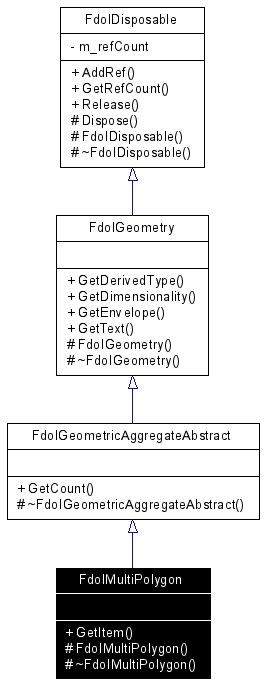 FdoIDisposable
- m_refCount
+ AddRef()
+ GetRefCount()
+ Release()
# Dispose()
# FdoIDisposable()
# ~FdoIDisposable()
FdoIGeometry
+ GetDerivedType()
+ GetDimensionality()
+ GetEnvelope()
+ GetText()
# FdoIGeometry()
# ~FdoIGeometry()
FdoIGeometricAggregateAbstract
+ GetCount()
# ~FdoIGeometricAggregateAbstract()
FdoIMultiPolygon
+ GetItem()
# FdoIMultiPolygon()
# ~FdoIMultiPolygon()